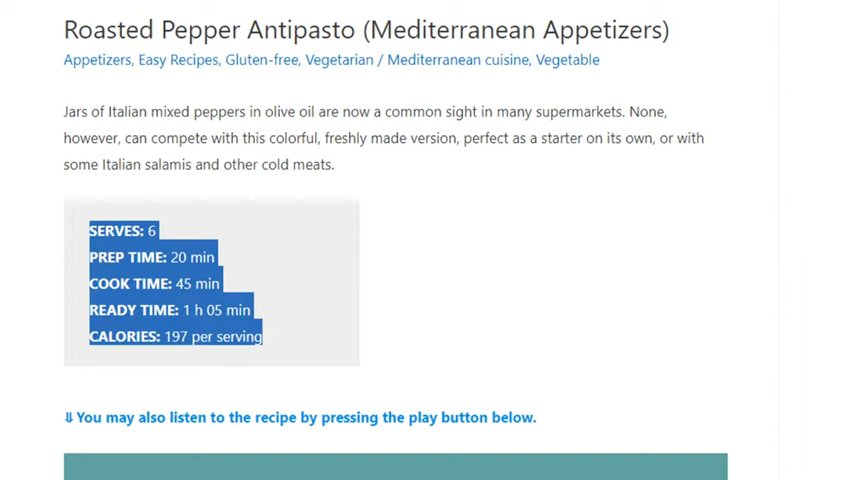 Roasted Pepper Antipasto (Mediterranean Appetizers)
Appetizers, Easy Recipes, Gluten-free, Vegetarian / Mediterranean cuisine, Vegetable
Jars of Italian mixed peppers in olive oil are now a common sight in many supermarkets. None,
however, can compete with this colorful, freshly made version, perfect as a starter on its own, or with
some Italian salamis and other cold meats.
SERVES: 6
PREP TIME: 20 min
COOK TIME: 45 min
READY TIME: 1 h 05 min
CALORIES: 197 per serving
⇓ You may also listen to the recipe by pressing the play button below.